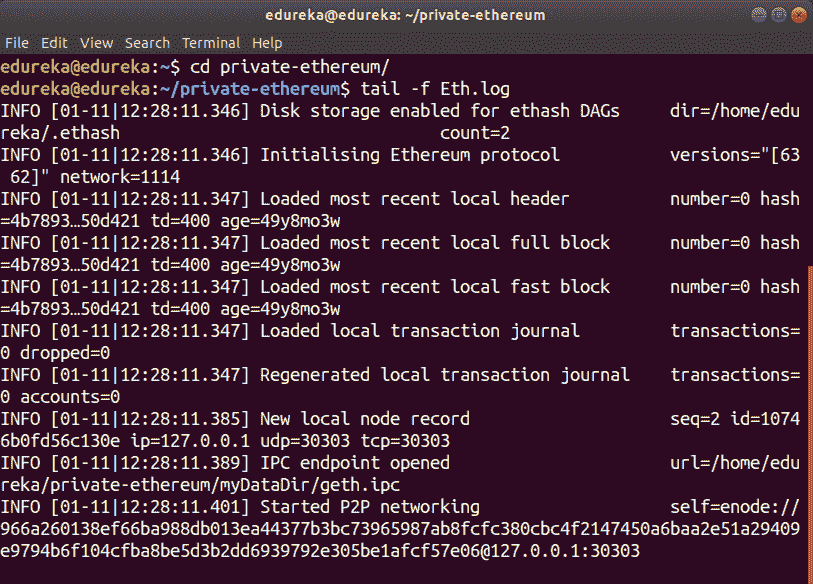 edureka@edureka: ~/private-ethereum
File Edit View Search Terminal Help
edureka@edureka:~$ cd private-ethereum/
edureka@edureka:~/private-ethereum$ tail -f Eth.log
INFO [01-11|12:28:11.346] Disk storage enabled for ethash DAGs     dir=/home/edu
reka/.ethash                                count=2
INFO [01-11|12:28:11.346] Initialising Ethereum protocol           versions="[63
 62]" network=1114
INFO [01-11|12:28:11.347] Loaded most recent local header          number=0 hash
=4b7893…50d421 td=400 age=49y8mo3w
INFO [01-11|12:28:11.347] Loaded most recent local full block      number=0 hash
=4b7893…50d421 td=400 age=49y8mo3w
INFO [01-11|12:28:11.347] Loaded most recent local fast block      number=0 hash
=4b7893…50d421 td=400 age=49y8mo3w
INFO [01-11|12:28:11.347] Loaded local transaction journal         transactions=
0 dropped=0
INFO [01-11|12:28:11.347] Regenerated local transaction journal    transactions=
0 accounts=0
INFO [01-11|12:28:11.385] New local node record                    seq=2 id=1074
6b0fd56c130e ip=127.0.0.1 udp=30303 tcp=30303
INFO [01-11|12:28:11.389] IPC endpoint opened                      url=/home/edu
reka/private-ethereum/myDataDir/geth.ipc
INFO [01-11|12:28:11.401] Started P2P networking                   self=enode://
966a260138ef66ba988db013ea44377b3bc73965987ab8fcfc380cbc4f2147450a6baa2e51a29409
e9794b6f104cfba8be5d3b2dd6939792e305be1afcf57e06@127.0.0.1:30303